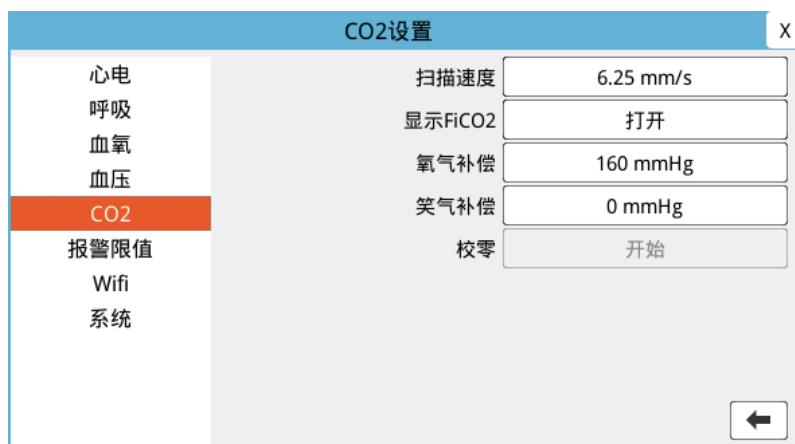 CO2设置
X
心电
呼吸
血氧
血压
CO2
报警限值
Wifi
系统
扫描速度 6.25 mm/s
显示FiCO2 打开
氧气补偿 160 mmHg
笑气补偿 0 mmHg
校零 开始